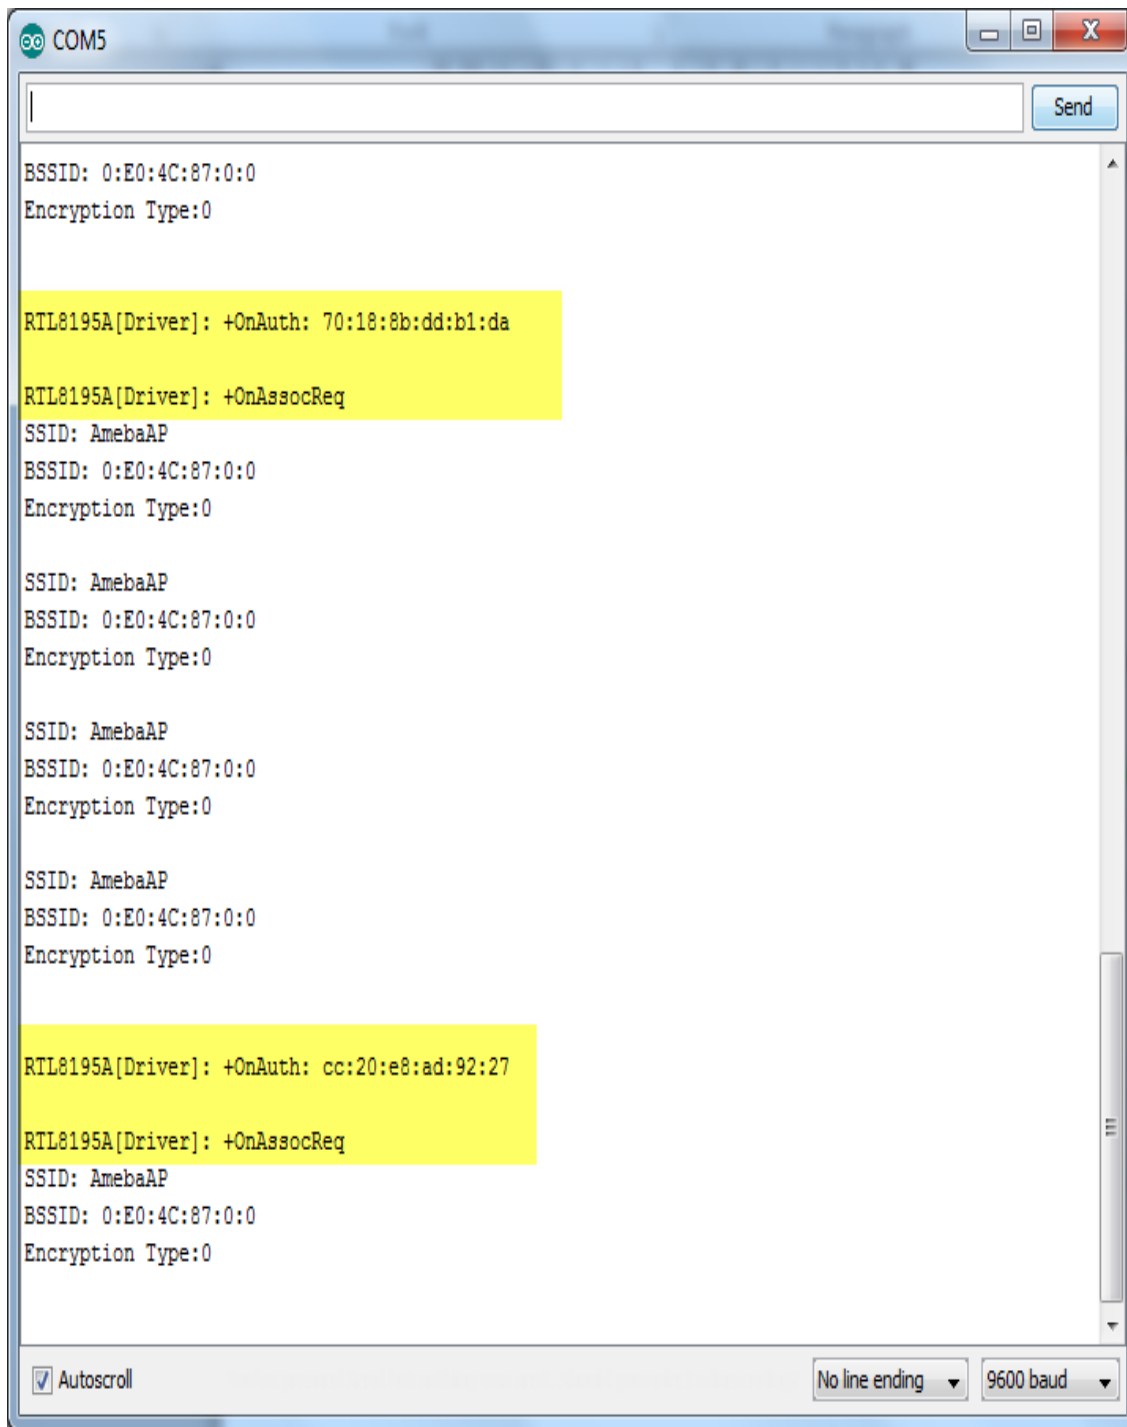 COM5
X
Send
BSSID: 0:E0:4C:87:0:0
Encryption Type:0
RTL8195A[Driver]: +OnAuth: 70:18:8b:dd:b1:da
RTL8195A[Driver]: +OnAssocReq
SSID: AmebaAP
BSSID: 0:E0:4C:87:0:0
Encryption Type:0
SSID: AmebaAP
BSSID: 0:E0:4C:87:0:0
Encryption Type:0
SSID: AmebaAP
BSSID: 0:E0:4C:87:0:0
Encryption Type:0
SSID: AmebaAP
BSSID: 0:E0:4C:87:0:0
Encryption Type:0
RTL8195A[Driver]: +OnAuth: cc:20:e8:ad:92:27
RTL8195A[Driver]: +OnAssocReq
SSID: AmebaAP
BSSID: 0:E0:4C:87:0:0
Encryption Type:0
Autoscroll No line ending 9600 baud